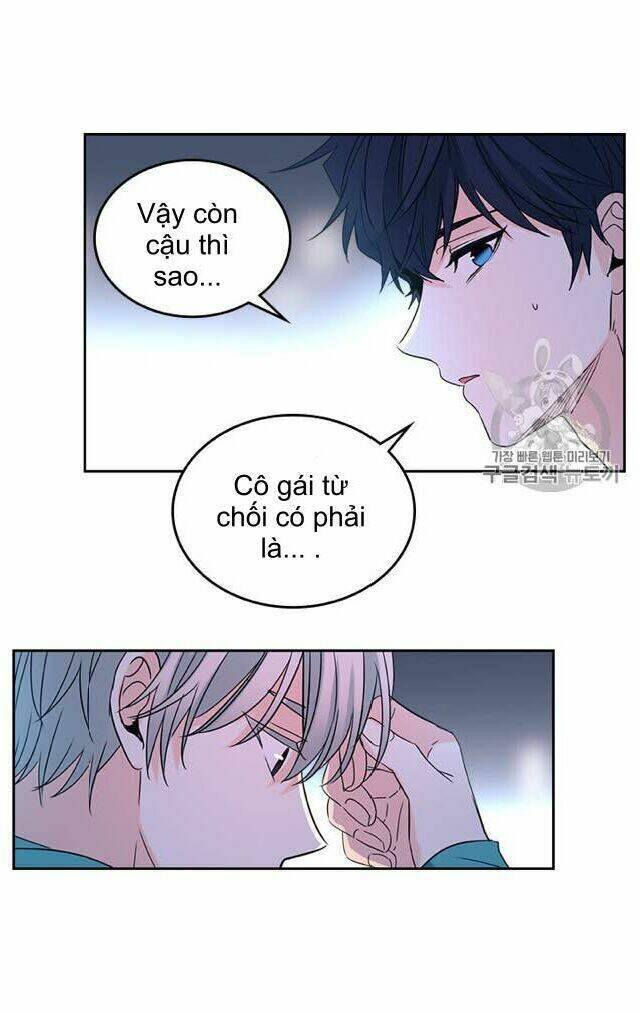 Vậy còn
cậu thì
sao...
가장 빠른 웹툰 미리보기
구글검색 뉴토끼
Cô gái từ
chối có phải
là... .